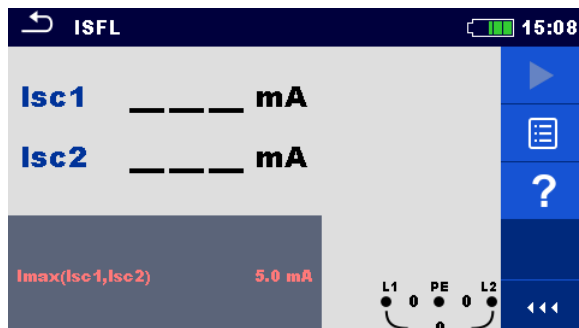 ISFL 15:08
Isc1 ___ mA
Isc2 ___ mA
?
Imax(Isc1,Isc2) 5.0 mA
L1 PE L2
0 0
0